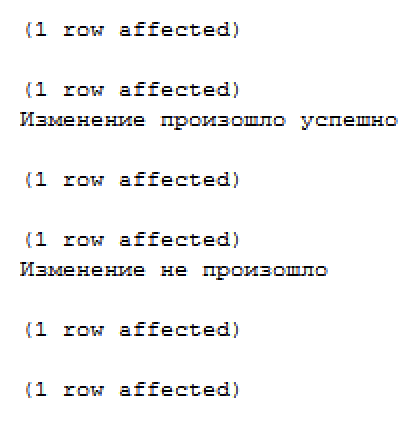 (1 row affected)
(1 row affected)
Изменение произошло успешно
(1 row affected)
(1 row affected)
Изменение не произошло
(1 row affected)
(1 row affected)